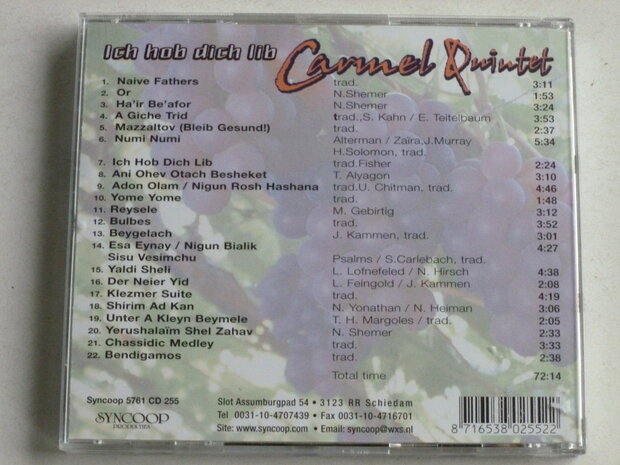 Ich hob dich lib Carmel Quintet
1. Naive Fathers trad. 3:11
2. Or N.Shemer 1:53
3. Ha'ir Be'afor N.Shemer 3:24
4. A Giche Trid trad.,S. Kahn / E. Teitelbaum 3:53
5. Mazzaltov (Bleib Gesund!) trad. 2:37
6. Numi Numi Alterman / Zaïra,J.Murray 5:34
H.Solomon, trad.
7. Ich Hob Dich Lib trad.Fisher 2:24
8. Ani Ohev Otach Besheket T. Alyagon 3:10
9. Adon Olam / Nigun Rosh Hashana trad.U. Chitman, trad. 4:46
10. Yome Yome trad. 1:48
11. Reysele M. Gebirtig 3:12
12. Bulbes trad. 3:52
13. Beygelach J. Kammen, trad. 3:01
14. Esa Eynay / Nigun Bialik 4:27
Sisu Vesimchu Psalms / S.Carlebach, trad.
15. Yaldi Sheli L. Lofnefeled / N. Hirsch 4:38
16. Der Neier Yid L. Feingold / J. Kammen 2:08
17. Klezmer Suite trad. 4:19
18. Shirim Ad Kan N. Yonathan / N. Heiman 3:06
19. Unter A Kleyn Beymele T. H. Margoles / trad. 2:05
20. Yerushalaïm Shel Zahav N. Shemer 2:33
21. Chassidic Medley trad. 3:33
22. Bendigamos trad. 2:38
Total time 72:14
Syncoop 5761 CD 255
SYNCOOP
PRODUKTIES
Slot Assumburgpad 54 • 3123 RR Schiedam
Tel 0031-10-4707439 • Fax 0031-10-4716701
Site: www.syncoop.com • Email: syncoop@wxs.nl
8 716538 025522